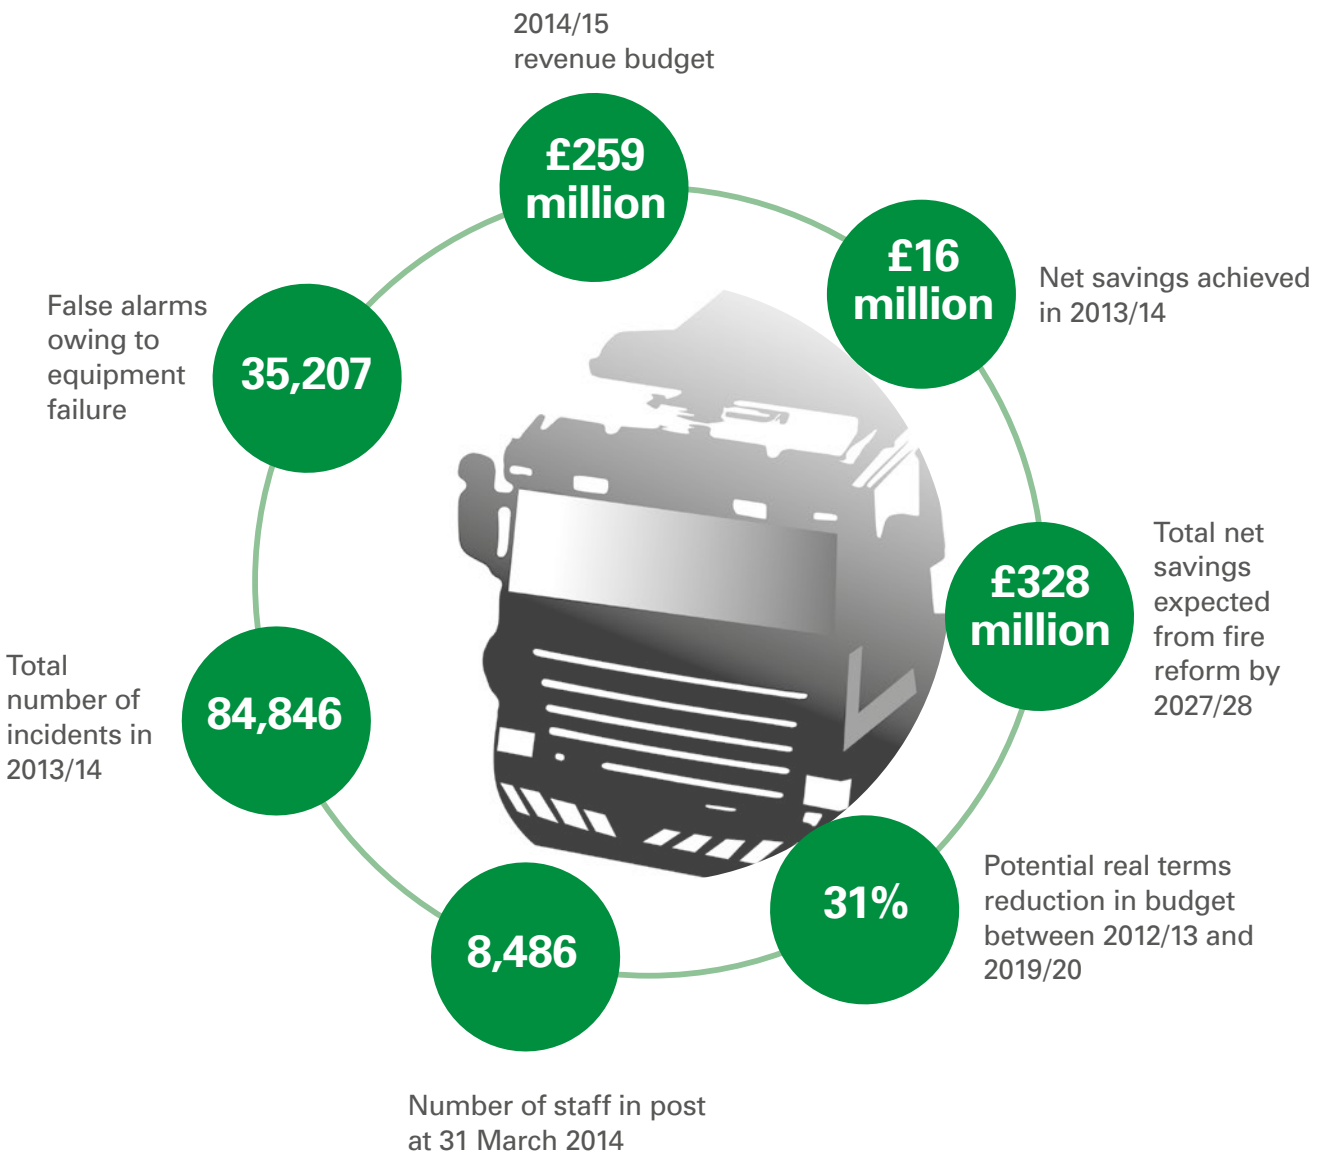 2014/15
revenue budget
£259
million
£16
million
Net savings achieved
in 2013/14
£328
million
Total net
savings
expected
from fire
reform by
2027/28
31%
Potential real terms
reduction in budget
between 2012/13 and
2019/20
8,486
Number of staff in post
at 31 March 2014
84,846
Total
number of
incidents in
2013/14
35,207
False alarms
owing to
equipment
failure